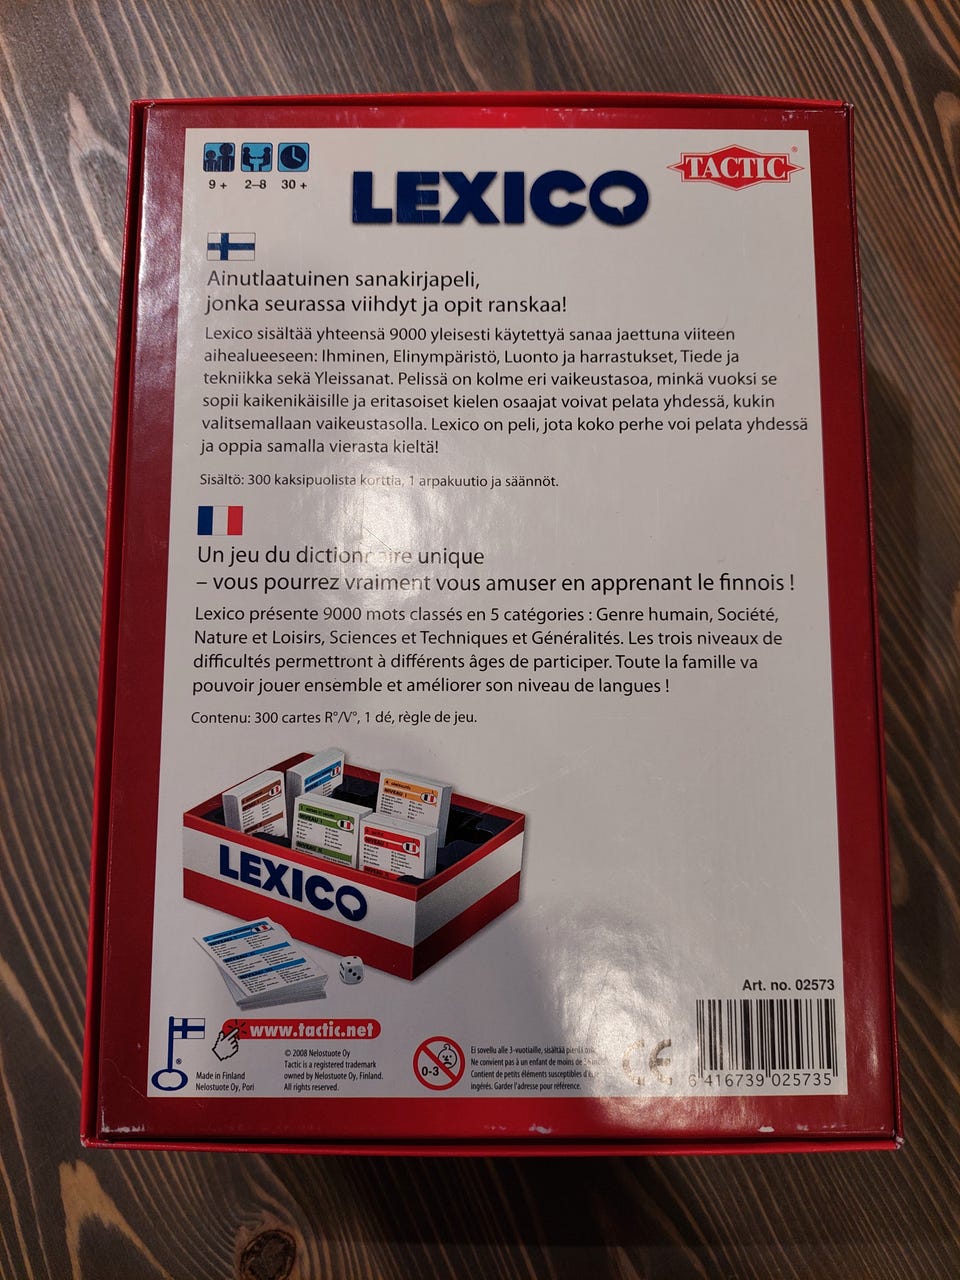 9 + 2–8 30 +
LEXICO
TACTIC®
Ainutlaatuinen sanakirjapeli,
jonka seurassa viihdyt ja opit ranskaa!
Lexico sisältää yhteensä 9000 yleisesti käytettyä sanaa jaettuna viiteen
aihealueeseen: Ihminen, Elinympäristö, Luonto ja harrastukset, Tiede ja
tekniikka sekä Yleissanat. Pelissä on kolme eri vaikeustasoa, minkä vuoksi se
sopii kaikenikäisille ja eritasoiset kielen osaajat voivat pelata yhdessä, kukin
valitsemallaan vaikeustasolla. Lexico on peli, jota koko perhe voi pelata yhdessä
ja oppia samalla vierasta kieltä!
Sisältö: 300 kaksipuolista korttia, 1 arpakuutio ja säännöt.
Un jeu du dictionnaire unique
– vous pourrez vraiment vous amuser en apprenant le finnois !
Lexico présente 9000 mots classés en 5 catégories : Genre humain, Société,
Nature et Loisirs, Sciences et Techniques et Généralités. Les trois niveaux de
difficultés permettront à différents âges de participer. Toute la famille va
pouvoir jouer ensemble et améliorer son niveau de langues !
Contenu: 300 cartes R°/V°, 1 dé, règle de jeu.
NIVEAU I
NIVEAU I
NIVEAU I
NIVEAU II
LEXICO
Art. no. 02573
www.tactic.net
®
Made in Finland
Nelostuote Oy, Pori
© 2008 Nelostuote Oy
Tactic is a registered trademark
owned by Nelostuote Oy, Finland.
All rights reserved.
0-3
Ei sovellu alle 3-vuotiaille, sisältää pieniä
Ne convient pas à un enfant de moins de
Contient de petits éléments susceptibles
ingérés. Garder l'adresse pour référence.
CE
6 416739 025735